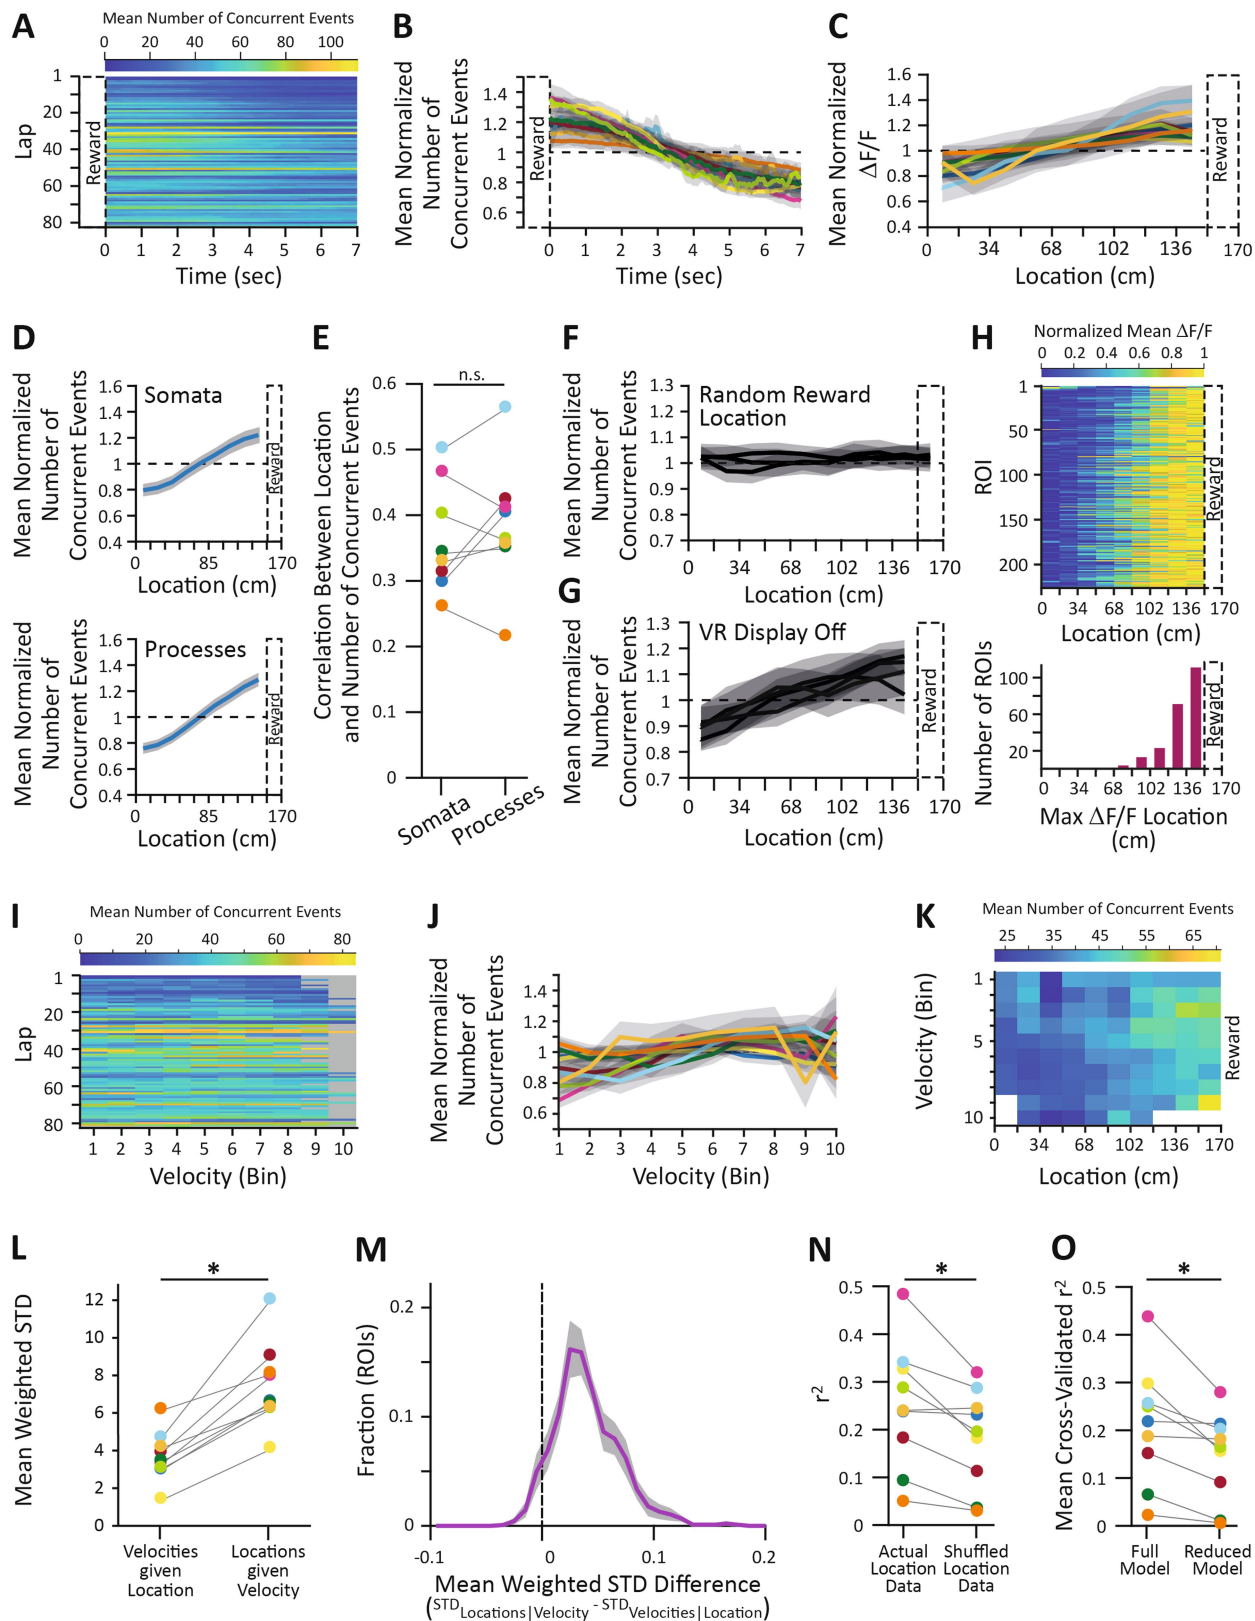 A
Mean Number of Concurrent Events
0 20 40 60 80 100
Lap
1
20
40
60
80
Reward
0 1 2 3 4 5 6 7
Time (sec)
B
Mean Normalized
Number of
Concurrent Events
1.4
1.2
1
0.8
0.6
Reward
0 1 2 3 4 5 6 7
Time (sec)
C
Mean Normalized
ΔF/F
1.6
1.4
1.2
1
0.8
0.6
0.4
Reward
0 34 68 102 136 170
Location (cm)
D
Mean Normalized
Number of
Concurrent Events
1.6
1.4
1.2
1
0.8
0.6
0.4
Somata
Reward
0 85 170
Location (cm)
Mean Normalized
Number of
Concurrent Events
1.6
1.4
1.2
1
0.8
0.6
0.4
Processes
Reward
0 85 170
Location (cm)
E
Correlation Between Location
and Number of Concurrent Events
0.6
0.5
0.4
0.3
0.2
0.1
0
n.s.
Somata Processes
F
Mean Normalized
Number of
Concurrent Events
1.3
1.2
1.1
1
0.9
0.8
0.7
Random Reward
Location
0 34 68 102 136 170
Location (cm)
G
Mean Normalized
Number of
Concurrent Events
1.3
1.2
1.1
1
0.9
0.8
0.7
VR Display Off
Reward
0 34 68 102 136 170
Location (cm)
H
Normalized Mean ΔF/F
0 0.2 0.4 0.6 0.8 1
ROI
1
50
100
150
200
Reward
0 34 68 102 136 170
Location (cm)
Number of ROIs
100
60
20
Reward
0 34 68 102 136 170
Max ΔF/F Location
(cm)
I
Mean Number of Concurrent Events
0 20 40 60 80
Lap
1
20
40
60
80
1 2 3 4 5 6 7 8 9 10
Velocity (Bin)
J
Mean Normalized
Number of
Concurrent Events
1.4
1.2
1
0.8
0.6
1 2 3 4 5 6 7 8 9 10
Velocity (Bin)
K
Mean Number of Concurrent Events
25 35 45 55 65
Velocity (Bin)
1
5
10
Reward
0 34 68 102 136 170
Location (cm)
L
Mean Weighted STD
12
10
8
6
4
2
0
*
Velocities
given
Location
Locations
given
Velocity
M
Fraction (ROIs)
0.2
0.1
0
-0.1 0 0.1 0.2
Mean Weighted STD Difference
(STD Locations|Velocity - STD Velocities|Location)
N
r²
0.5
0.4
0.3
0.2
0.1
0
*
Actual
Location
Data
Shuffled
Location
Data
O
Mean Cross-Validated r²
0.5
0.4
0.3
0.2
0.1
0
*
Full
Model
Reduced
Model